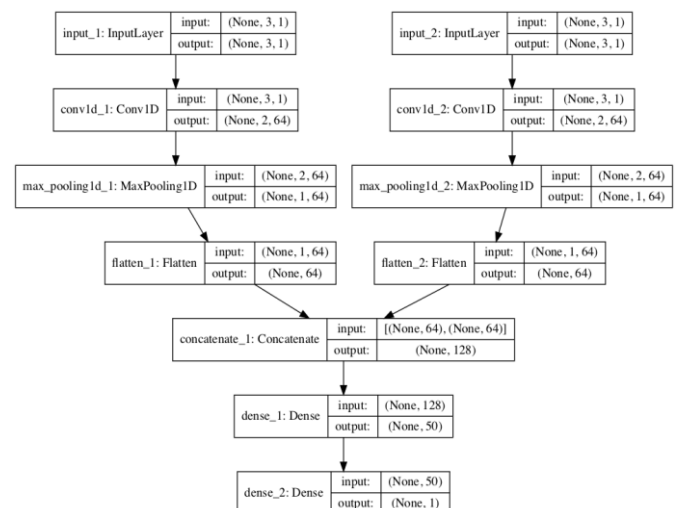 input_1: InputLayer input: (None, 3, 1) output: (None, 3, 1)
input_2: InputLayer input: (None, 3, 1) output: (None, 3, 1)
conv1d_1: Conv1D input: (None, 3, 1) output: (None, 2, 64)
conv1d_2: Conv1D input: (None, 3, 1) output: (None, 2, 64)
max_pooling1d_1: MaxPooling1D input: (None, 2, 64) output: (None, 1, 64)
max_pooling1d_2: MaxPooling1D input: (None, 2, 64) output: (None, 1, 64)
flatten_1: Flatten input: (None, 1, 64) output: (None, 64)
flatten_2: Flatten input: (None, 1, 64) output: (None, 64)
concatenate_1: Concatenate input: [(None, 64), (None, 64)] output: (None, 128)
dense_1: Dense input: (None, 128) output: (None, 50)
dense_2: Dense input: (None, 50) output: (None, 1)